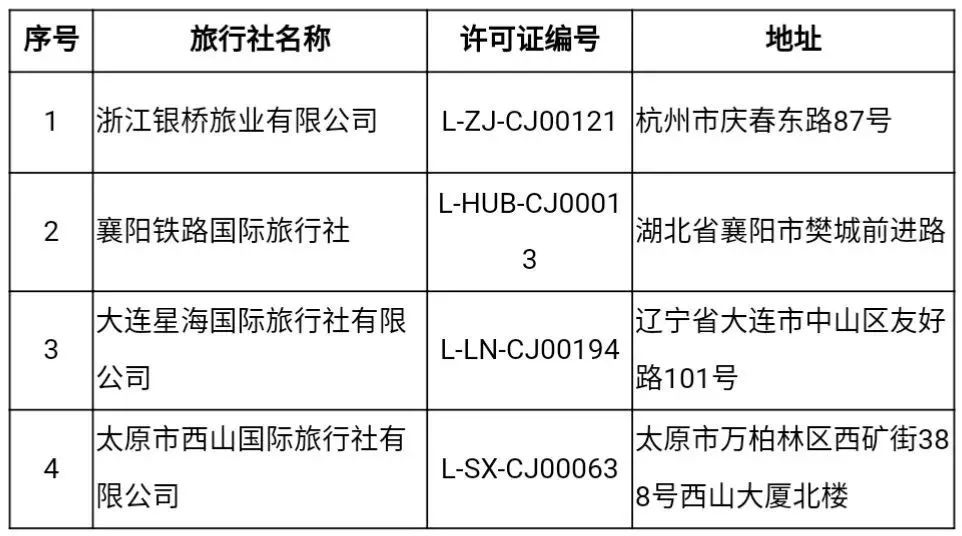 序号 旅行社名称 许可证编号 地址
1 浙江银桥旅业有限公司 L-ZJ-CJ00121 杭州市庆春东路87号
2 襄阳铁路国际旅行社 L-HUB-CJ0001
3 湖北省襄阳市樊城前进路
3 大连星海国际旅行社有限
公司 L-LN-CJ00194 辽宁省大连市中山区友好
路101号
4 太原市西山国际旅行社有
限公司 L-SX-CJ00063 太原市万柏林区西矿街38
8号西山大厦北楼